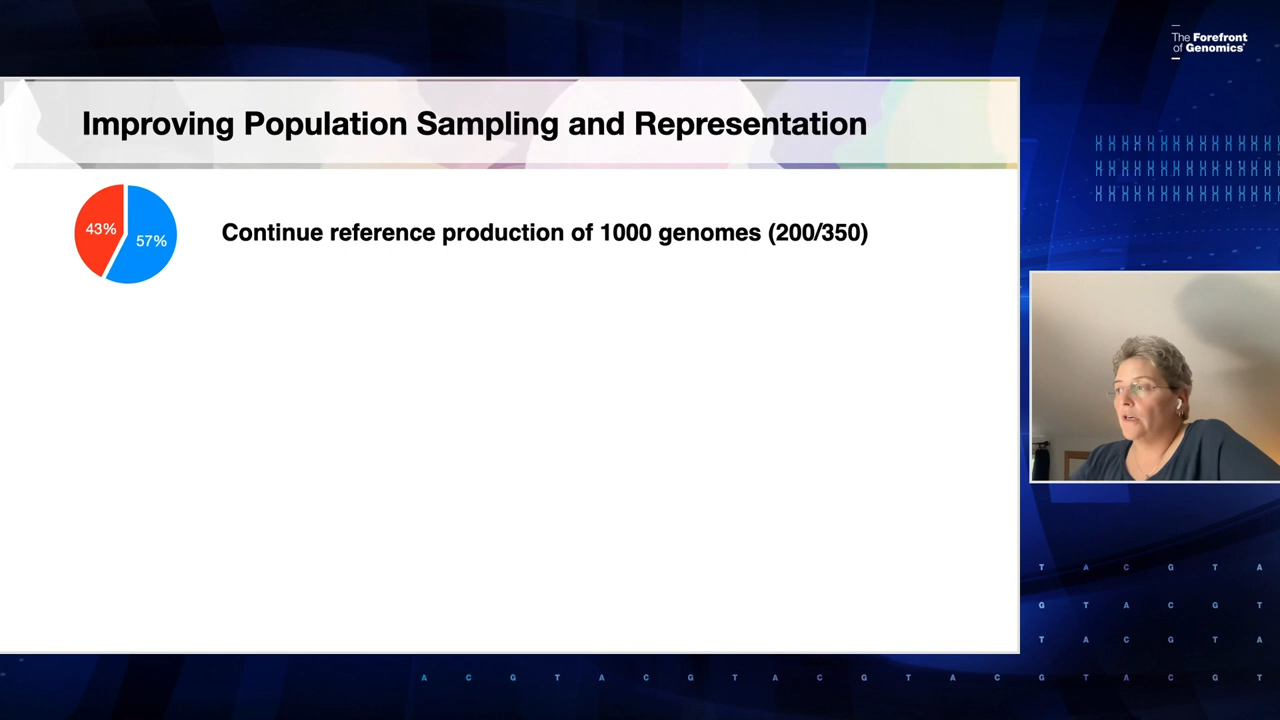 The Forefront
of Genomics®
Improving Population Sampling and Representation
43%
57%
Continue reference production of 1000 genomes (200/350)
T A C G T A
G T A C G T
T A C G T A
A C G T A C G T A C G T A C G T A C G T